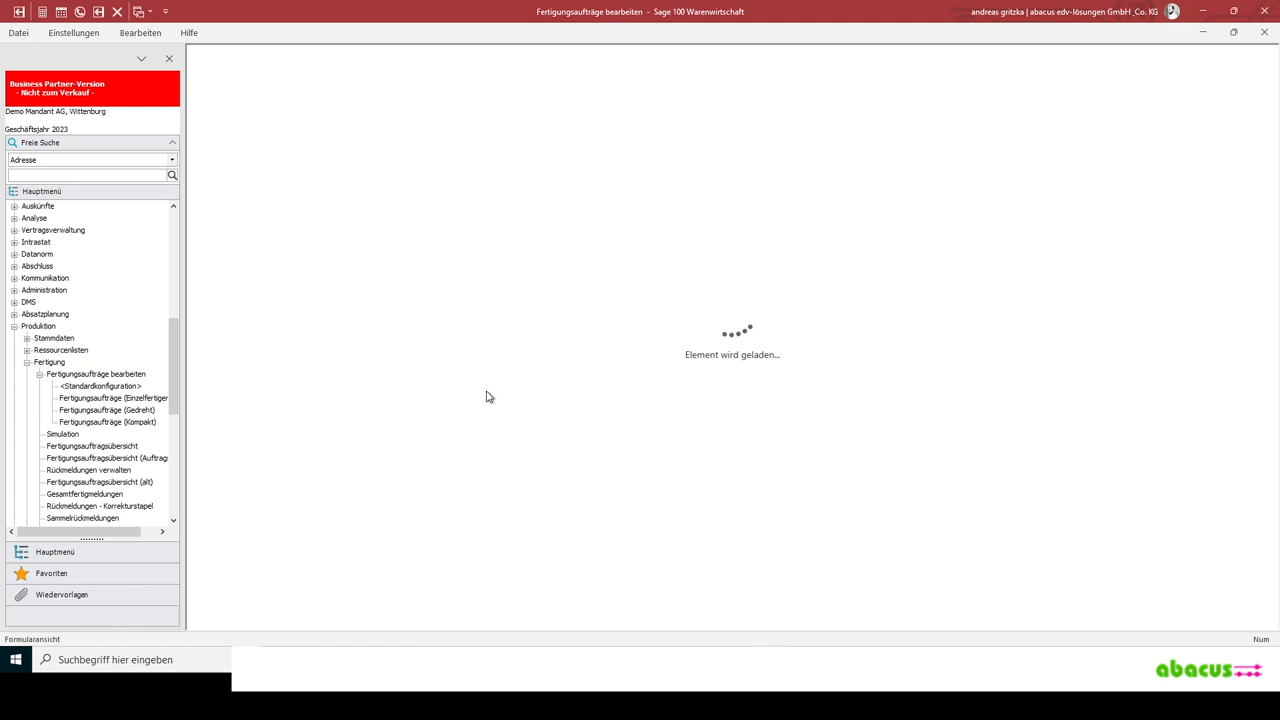 Fertigungsaufträge bearbeiten - Sage 100 Warenwirtschaft
andreas gritzka | abacus edv-lösungen GmbH _Co. KG
Datei Einstellungen Bearbeiten Hilfe
Business Partner-Version
- Nicht zum Verkauf -
Demo Mandant AG, Wittenburg
Geschäftsjahr 2023
Freie Suche
Adresse
Hauptmenü
Auskünfte
Analyse
Vertragsverwaltung
Intrastat
Datanorm
Abschluss
Kommunikation
Administration
DMS
Absatzplanung
Produktion
Stammdaten
Ressourcenlisten
Fertigung
Fertigungsaufträge bearbeiten
<Standardkonfiguration>
Fertigungsaufträge (Einzelfertiger
Fertigungsaufträge (Gedreht)
Fertigungsaufträge (Kompakt)
Simulation
Fertigungsauftragsübersicht
Fertigungsauftragsübersicht (Auftrags
Rückmeldungen verwalten
Fertigungsauftragsübersicht (alt)
Gesamtfertigmeldungen
Rückmeldungen - Korrekturstapel
Sammelrückmeldungen
Hauptmenü
Favoriten
Wiedervorlagen
Element wird geladen...
Formularansicht
Num
Suchbegriff hier eingeben
abacus